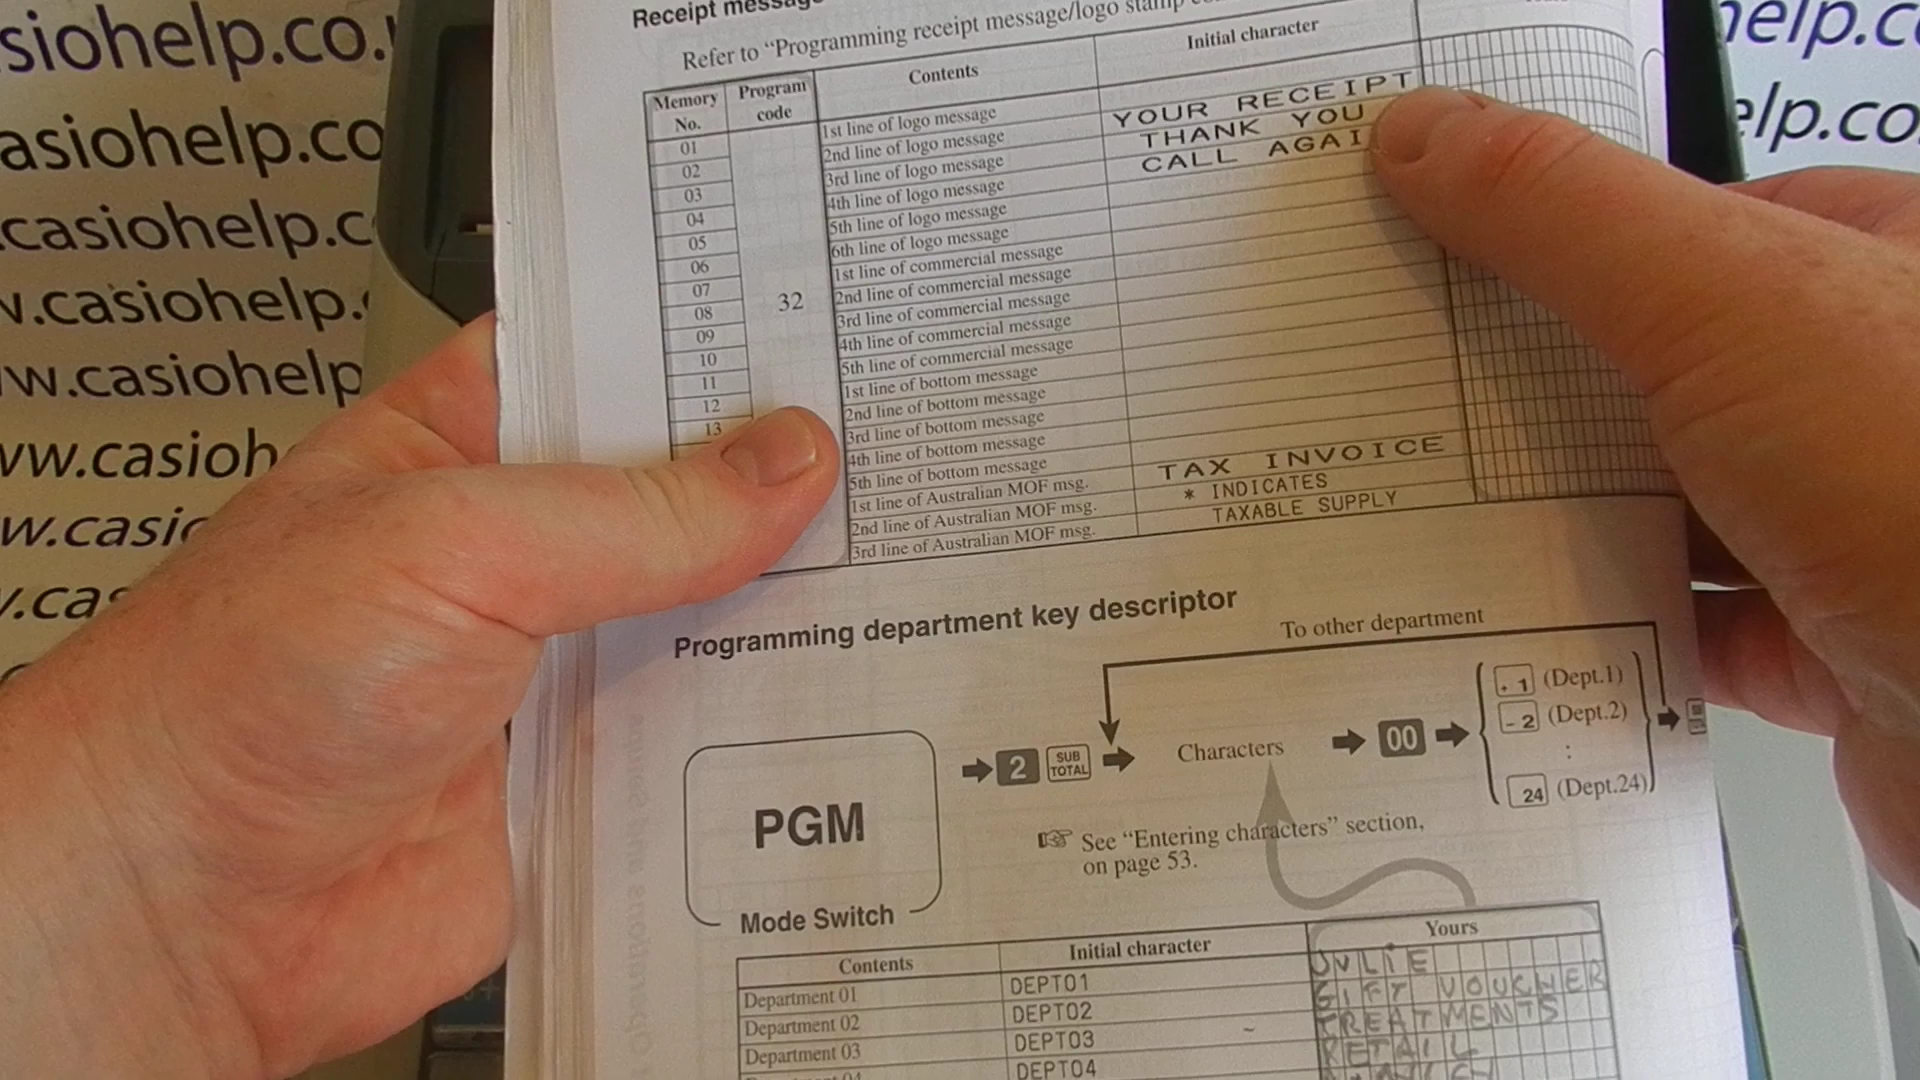 Receipt message
Refer to “Programming receipt message/logo stamp
Memory No. Program code Contents Initial character
01 1st line of logo message YOUR RECEIPT
02 2nd line of logo message THANK YOU
03 3rd line of logo message CALL AGAI
04 4th line of logo message
05 5th line of logo message
06 6th line of logo message
07 1st line of commercial message
08 32 2nd line of commercial message
09 3rd line of commercial message
10 4th line of commercial message
11 5th line of commercial message
12 1st line of bottom message
13 2nd line of bottom message
3rd line of bottom message
4th line of bottom message
5th line of bottom message
1st line of Australian MOF msg. TAX INVOICE
2nd line of Australian MOF msg. * INDICATES
3rd line of Australian MOF msg. TAXABLE SUPPLY
Programming department key descriptor
To other department
PGM
Mode Switch
2 SUB TOTAL Characters 00
+ 1 (Dept.1)
- 2 (Dept.2)
:
24 (Dept.24)
☞ See “Entering characters” section,
on page 53.
Contents Initial character Yours
Department 01 DEPT01 JULIE
Department 02 DEPT02 GIFT VOUCHER
Department 03 DEPT03 TREATMENTS
DEPT04 RETAIL
siohelp.co.
asiohelp.co
casiohelp.c
w.casiohelp.
w.casiohelp
ww.casioh
w.casic
.cas
help.c
elp.co